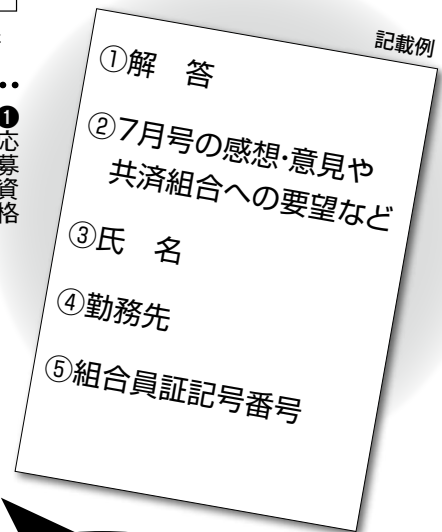 記載例
①解　答
②7月号の感想・意見や
共済組合への要望など
③氏　名
④勤務先
⑤組合員証記号番号
❶応募資格